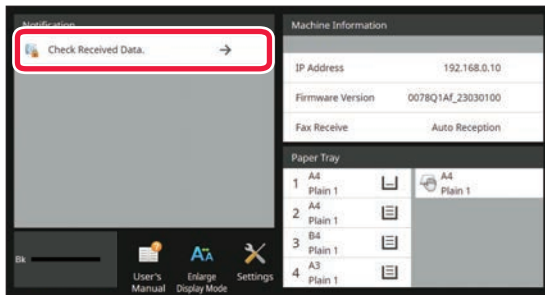 Notification
Check Received Data.
Machine Information
IP Address 192.168.0.10
Firmware Version 0078Q1Af_23030100
Fax Receive Auto Reception
Paper Tray
1 A4
Plain 1
2 A4
Plain 1
3 B4
Plain 1
4 A3
Plain 1
A4
Plain 1
Bk
User's
Manual
Enlarge
Display Mode
Settings